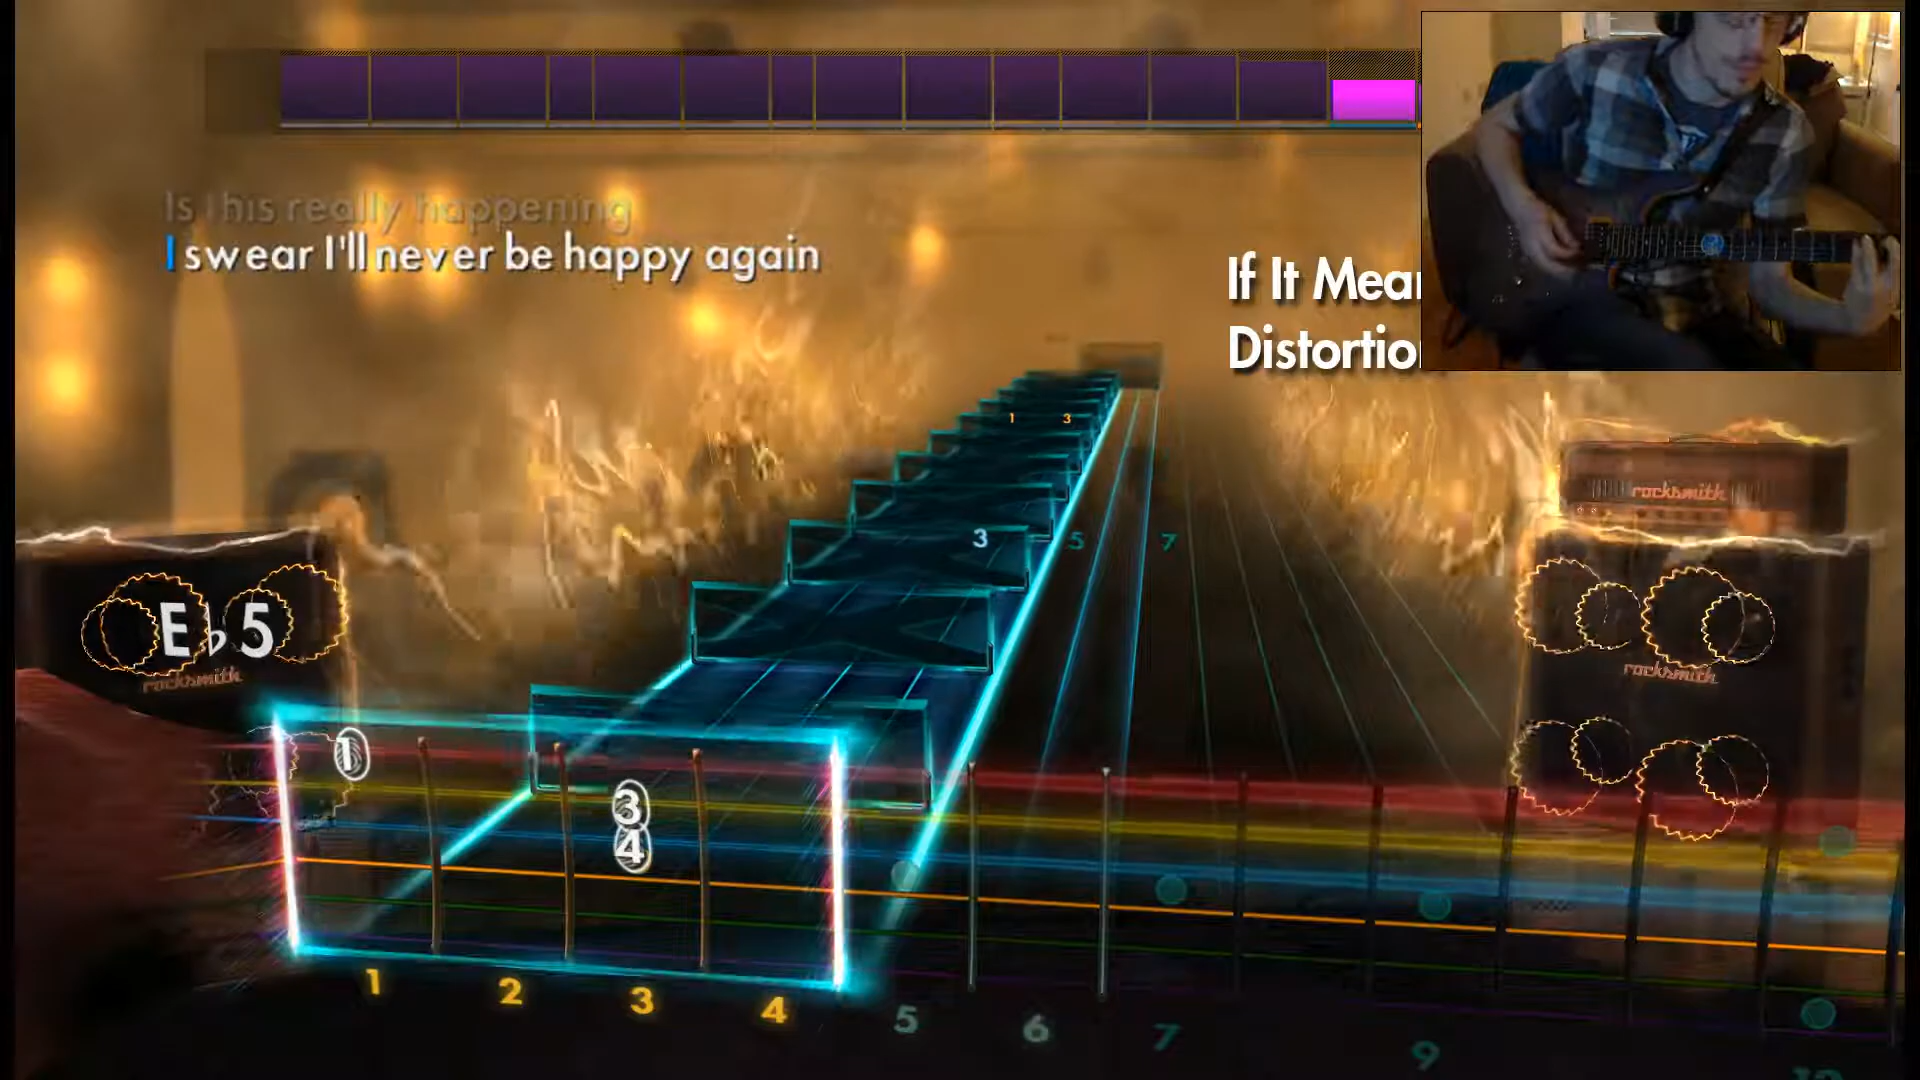 Is this really happening
I swear I'll never be happy again
If It Mea
Distortio
1 3
rocksmith
3 5 7
E♭5
rocksmith
rocksmith
1
3
4
1 2 3 4 5 6 7 9